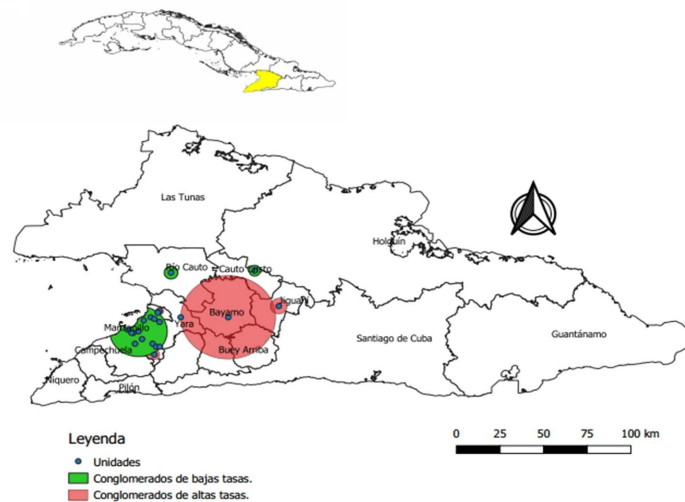 Las Tunas
Holguín
Río Cauto
Cauto Cristo
Jiguaní
Bayamo
Manzanillo
Yara
Santiago de Cuba
Guantánamo
Campechuela
Buey Arriba
Niquero
Pilón
Leyenda
Unidades
Conglomerados de bajas tasas.
Conglomerados de altas tasas.
0 25 50 75 100 km